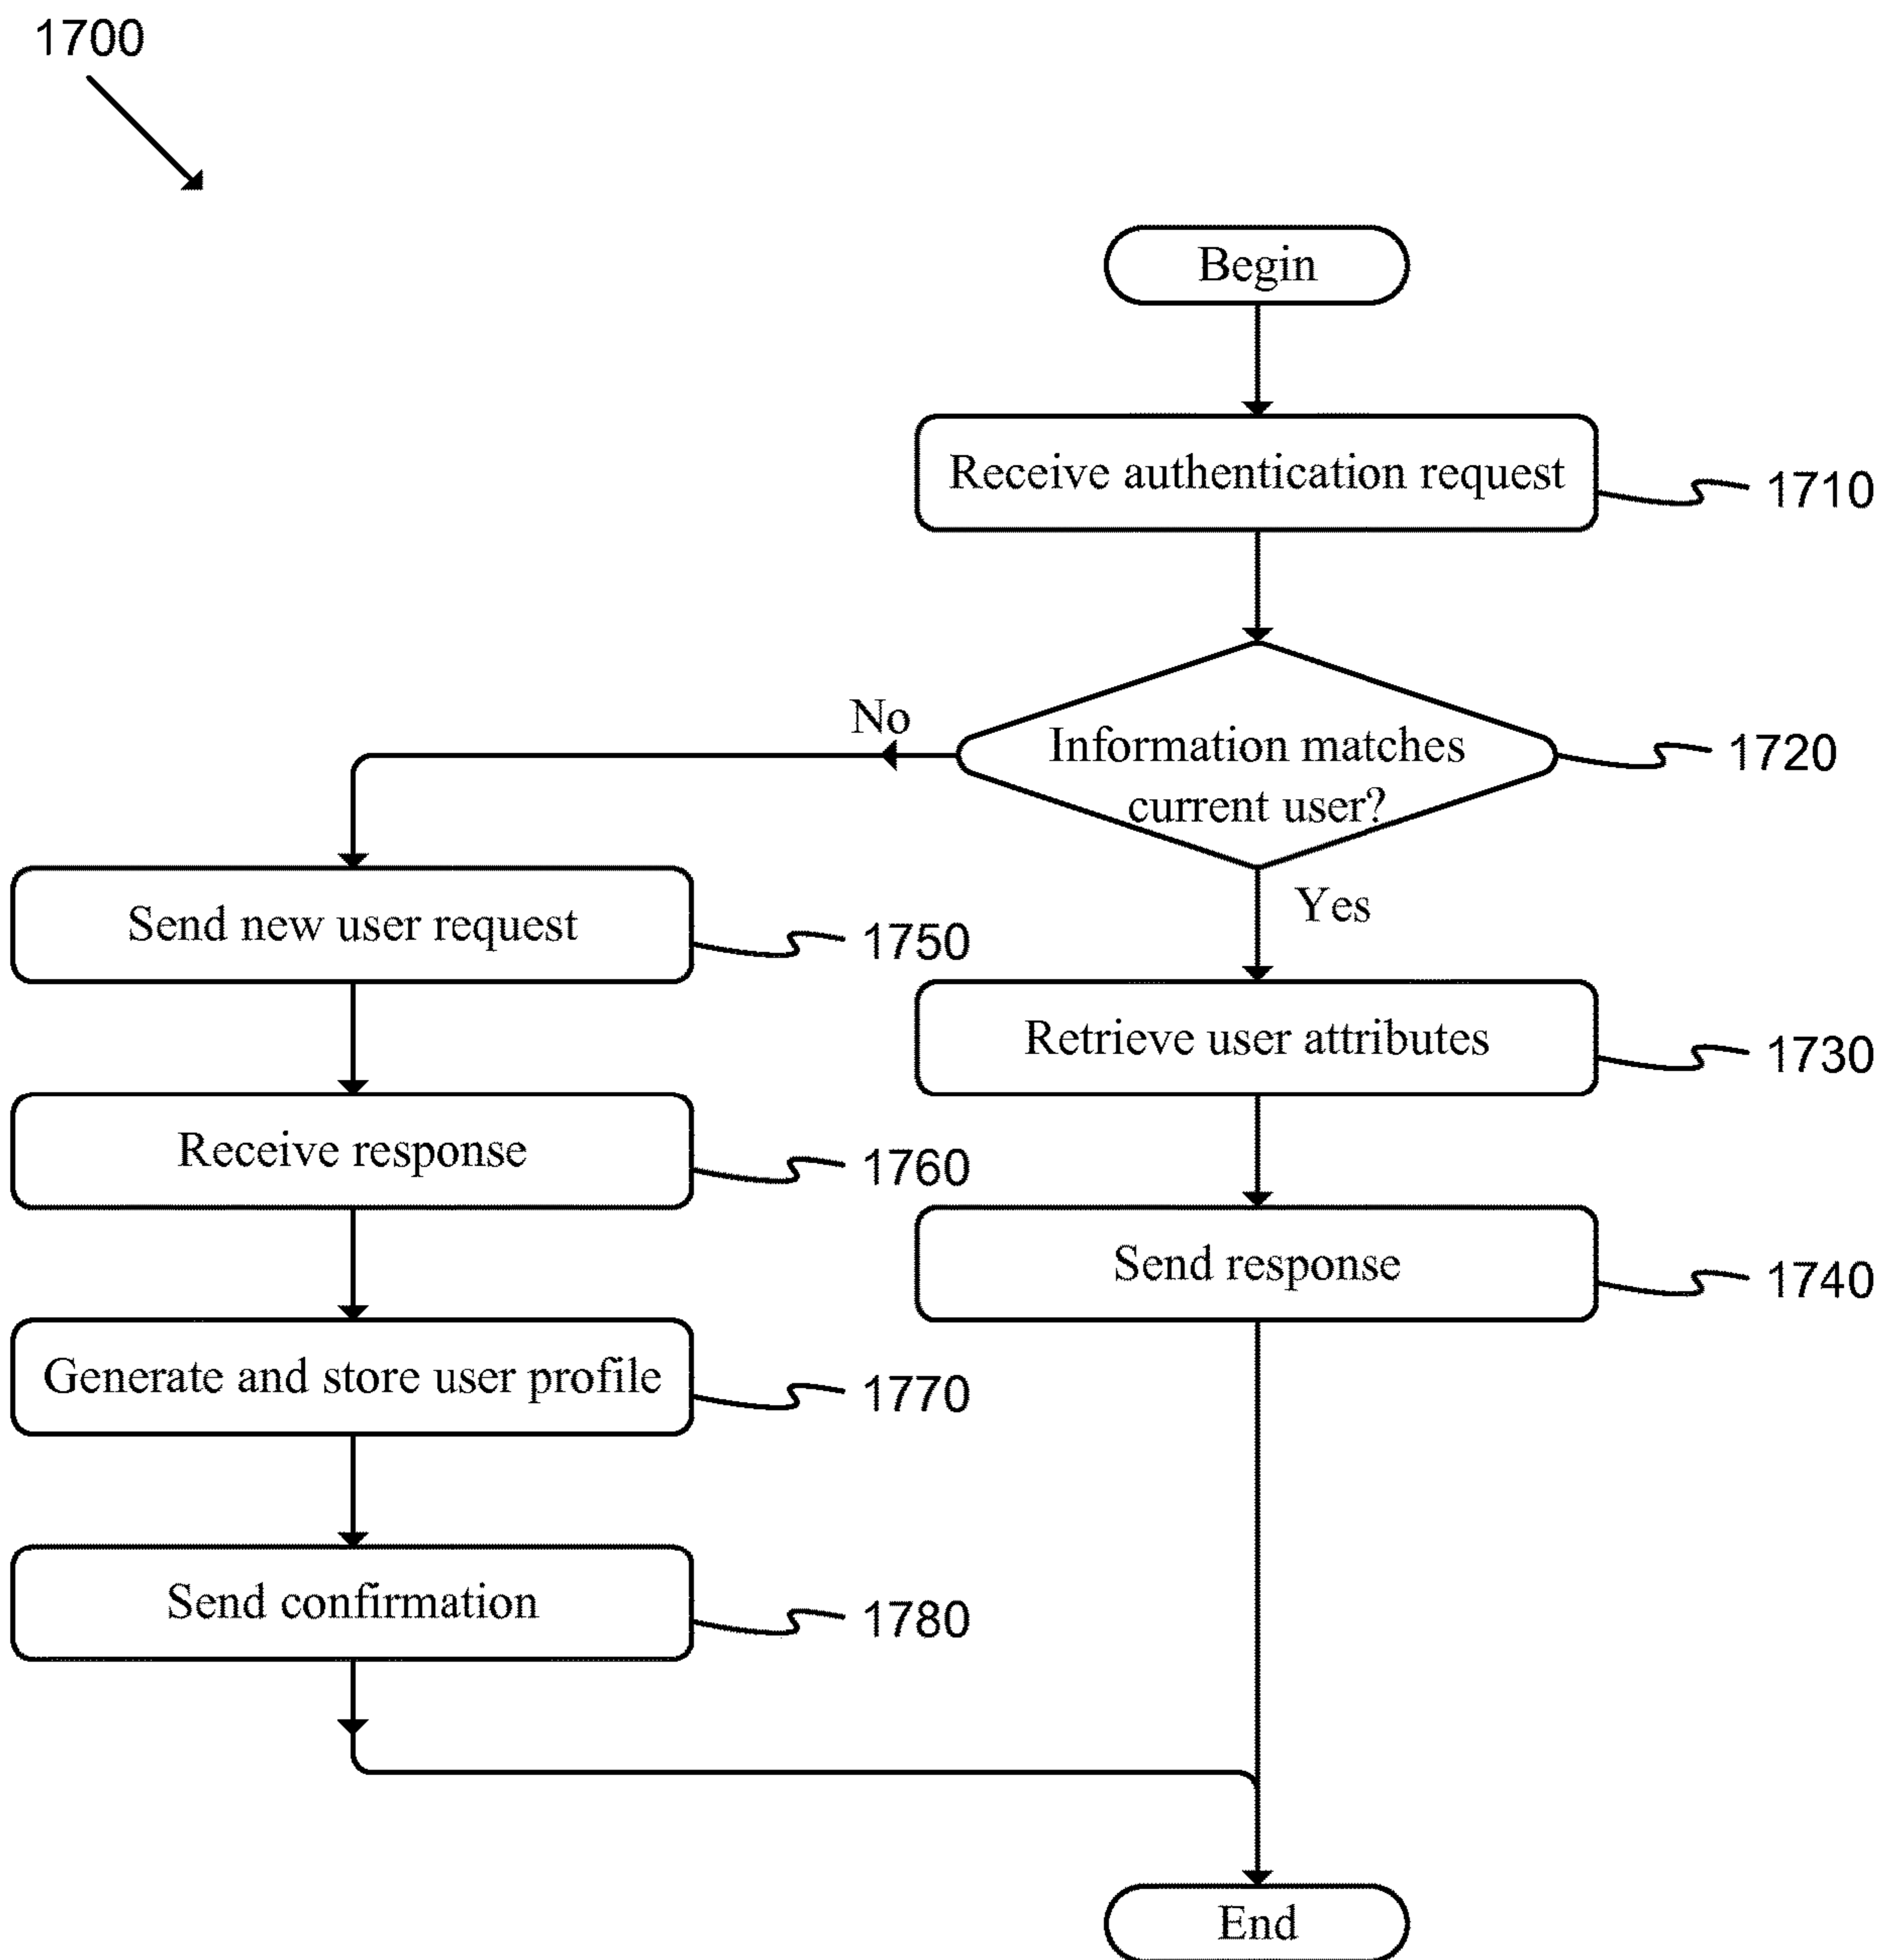 1700
Begin
Receive authentication request
1710
Information matches
current user?
1720
No
Yes
Send new user request
1750
Retrieve user attributes
1730
Receive response
1760
Send response
1740
Generate and store user profile
1770
Send confirmation
1780
End